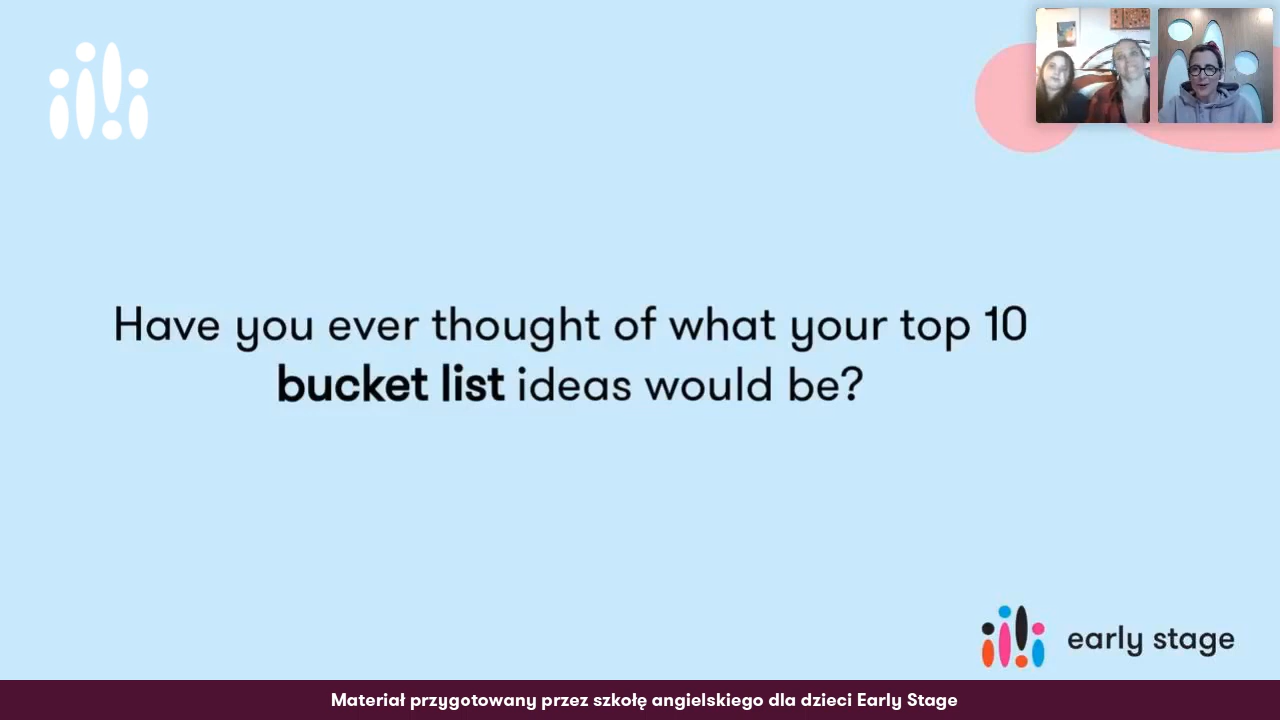 Have you ever thought of what your top 10
bucket list ideas would be?
early stage
Materiał przygotowany przez szkołę angielskiego dla dzieci Early Stage